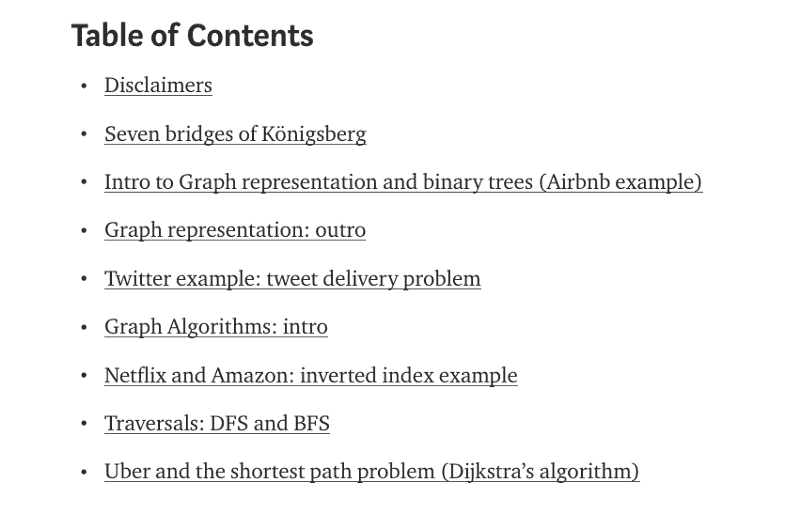 Table of Contents
• Disclaimers
• Seven bridges of Königsberg
• Intro to Graph representation and binary trees (Airbnb example)
• Graph representation: outro
• Twitter example: tweet delivery problem
• Graph Algorithms: intro
• Netflix and Amazon: inverted index example
• Traversals: DFS and BFS
• Uber and the shortest path problem (Dijkstra’s algorithm)